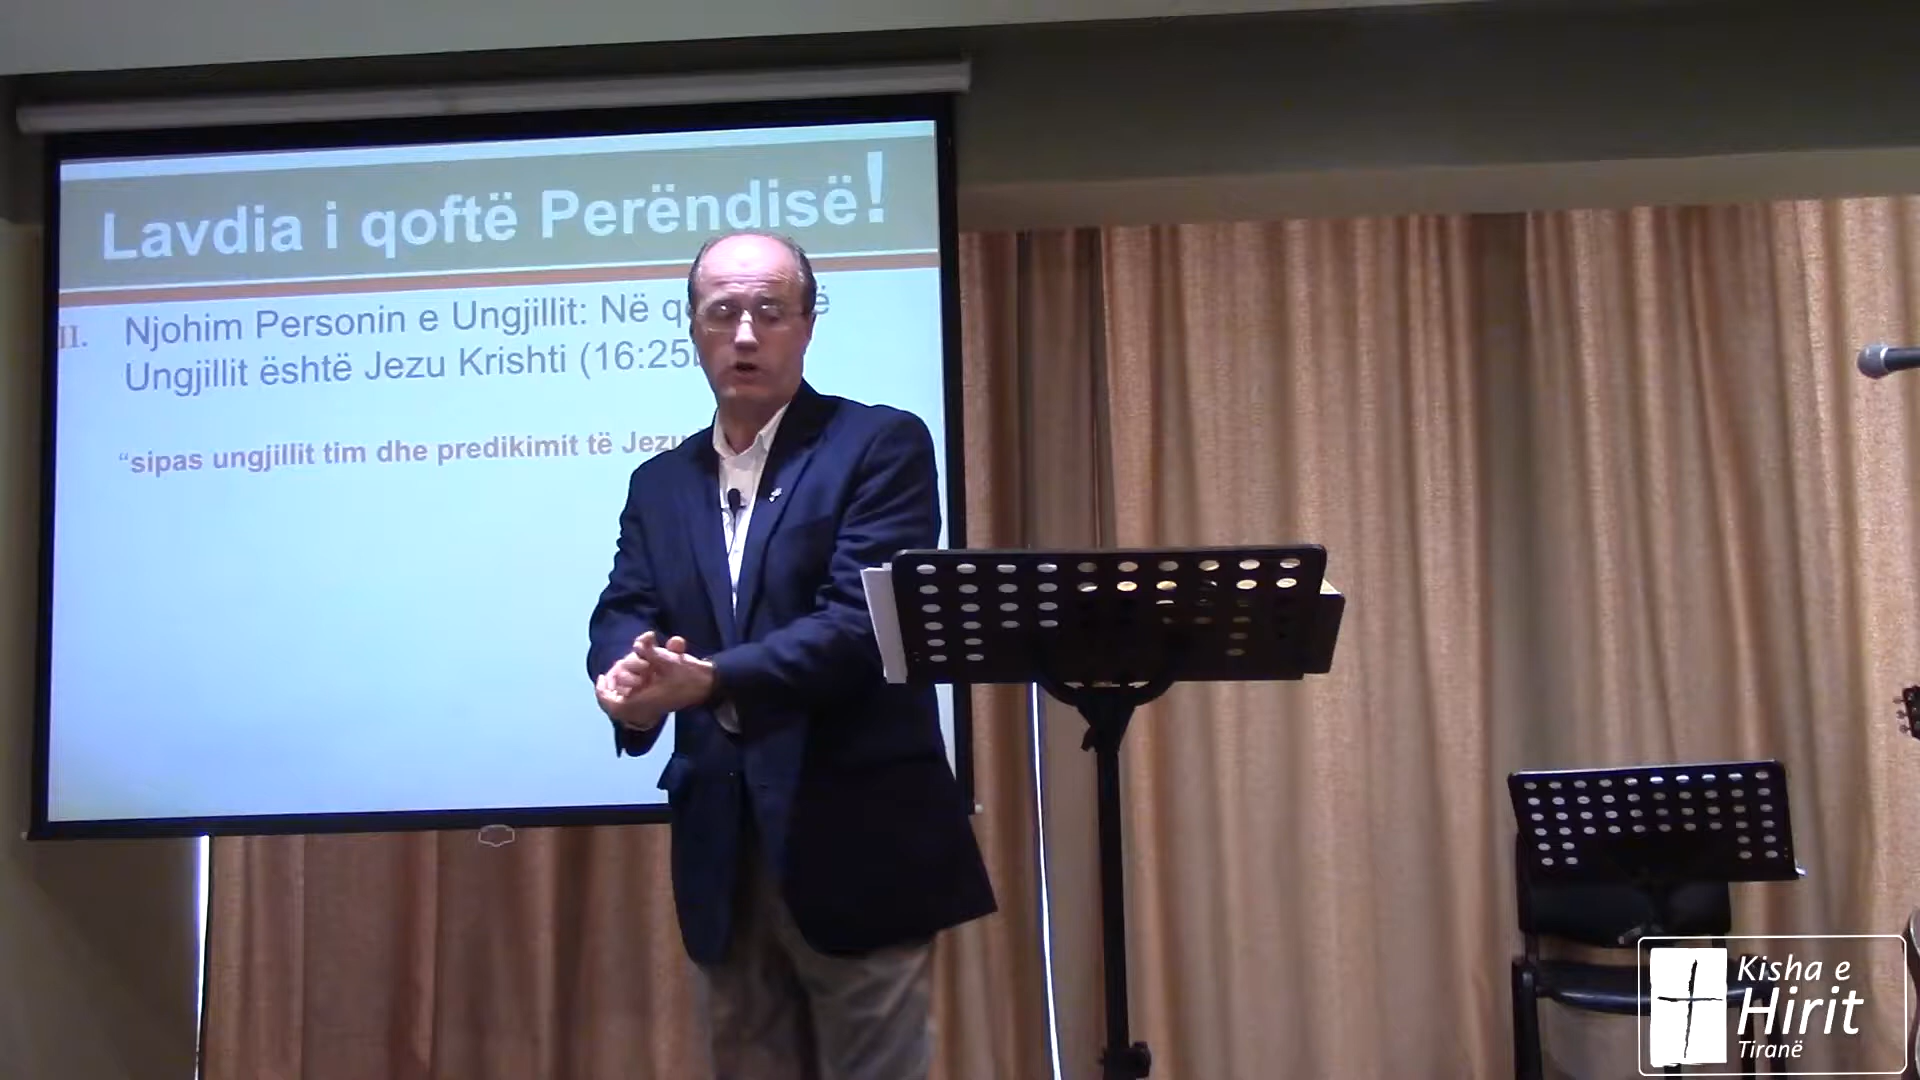 Lavdia i qoftë Perëndisë!
II. Njohim Personin e Ungjillit: Në
Ungjillit është Jezu Krishti (16:25
“sipas ungjillit tim dhe predikimit të Jezu
Kisha e
Hirit
Tiranë